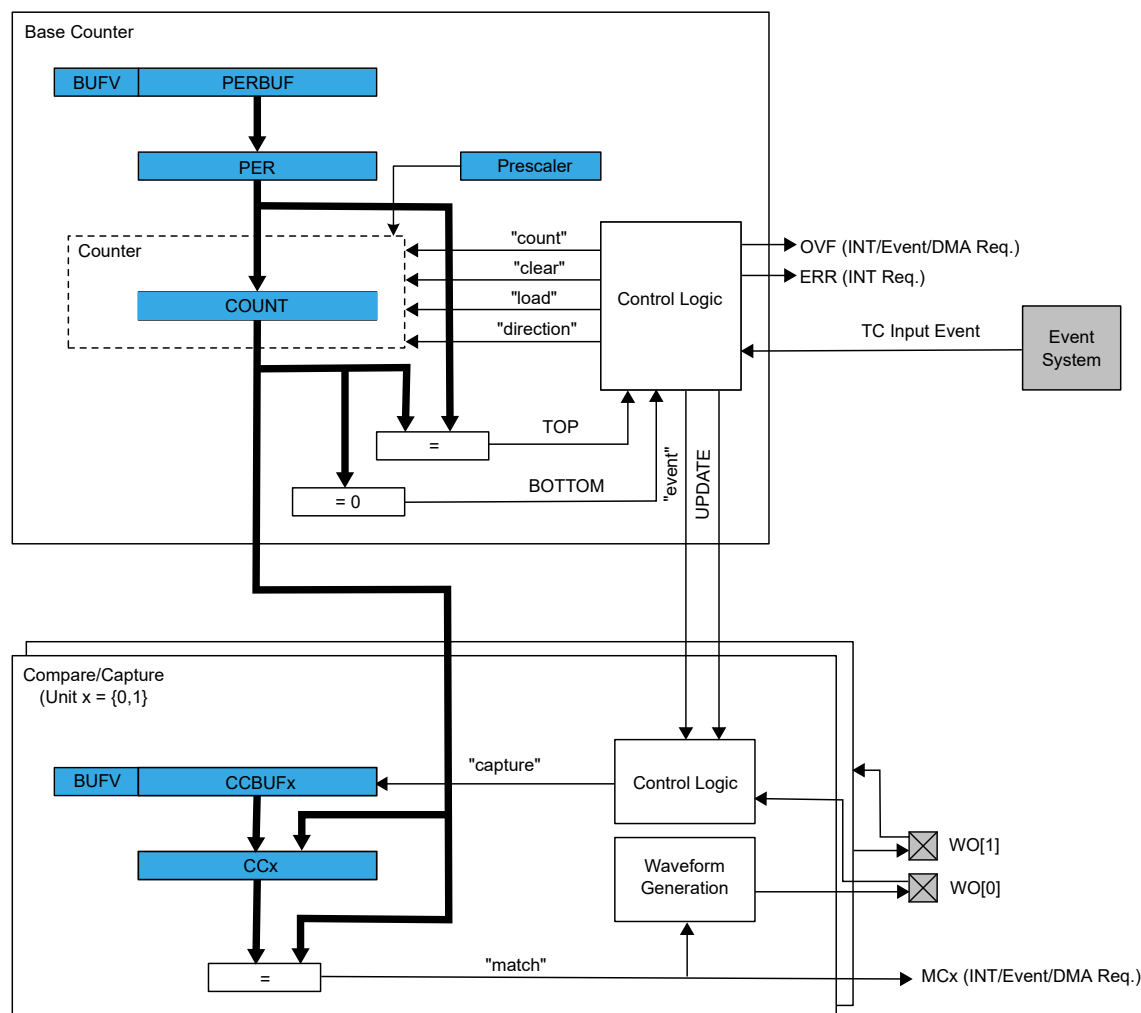 Base Counter
BUFV
PERBUF
PER
Prescaler
Counter
COUNT
"count"
"clear"
"load"
"direction"
Control Logic
OVF (INT/Event/DMA Req.)
ERR (INT Req.)
TC Input Event
Event
System
=
TOP
= 0
BOTTOM
"event"
UPDATE
Compare/Capture
(Unit x = {0,1}
BUFV
CCBUFx
"capture"
Control Logic
CCx
Waveform
Generation
WO[1]
WO[0]
=
"match"
MCx (INT/Event/DMA Req.)